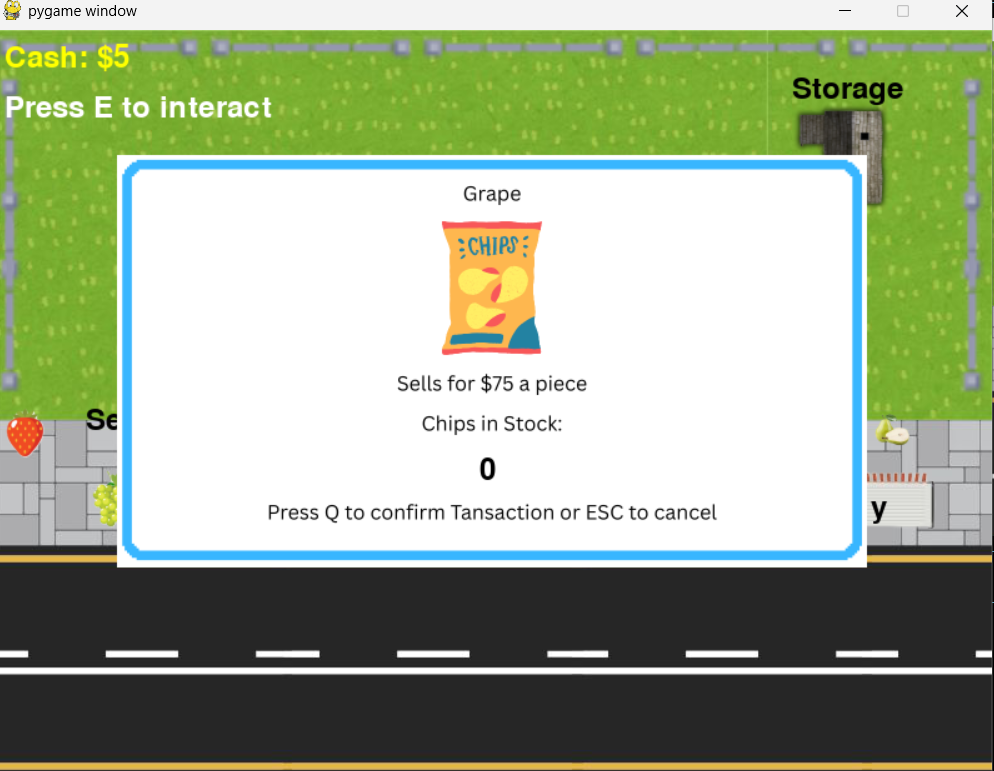 pygame window
Cash: $5
Press E to interact
Storage
Grape
CHIPS
Sells for $75 a piece
Chips in Stock:
Se
0
Press Q to confirm Tansaction or ESC to cancel
y